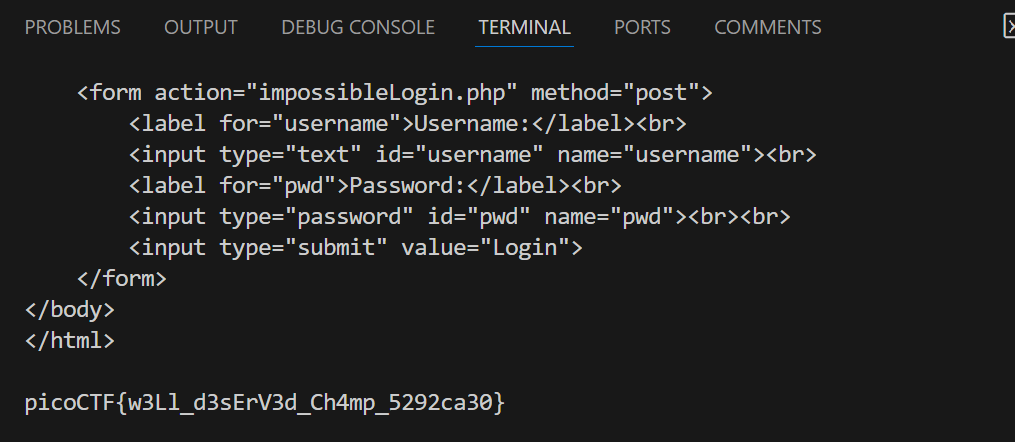 PROBLEMS OUTPUT DEBUG CONSOLE TERMINAL PORTS COMMENTS
<form action="impossibleLogin.php" method="post">
<label for="username">Username:</label><br>
<input type="text" id="username" name="username"><br>
<label for="pwd">Password:</label><br>
<input type="password" id="pwd" name="pwd"><br><br>
<input type="submit" value="Login">
</form>
</body>
</html>
picoCTF{w3Ll_d3sErV3d_Ch4mp_5292ca30}